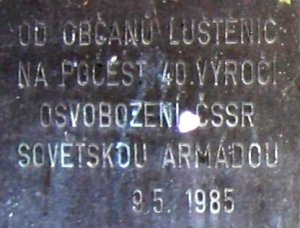 OD OBČANŮ LUŠTĚNIC
NA POČEST 40. VÝROČÍ
OSVOBOZENÍ ČSSR
SOVĚTSKOU ARMÁDOU
9.5. 1985